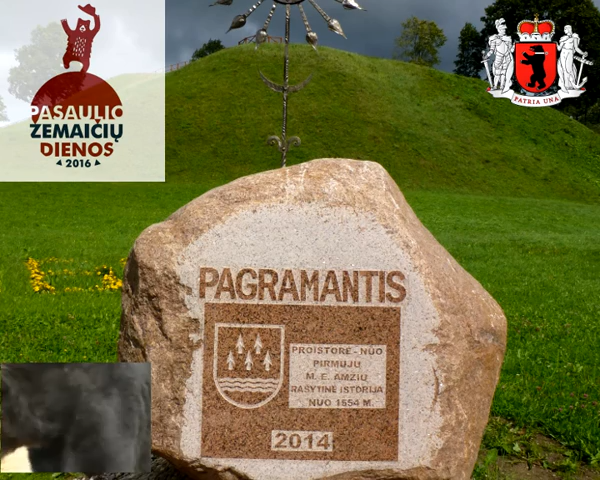 PASAULIO
ŽEMAIČIŲ
DIENOS
2016
PATRIA UNA
PAGRAMANTIS
PROISTORĖ - NUO
PIRMŲJŲ
M. E. AMŽIŲ
RAŠYTINĖ ISTORIJA
NUO 1554 M.
2014